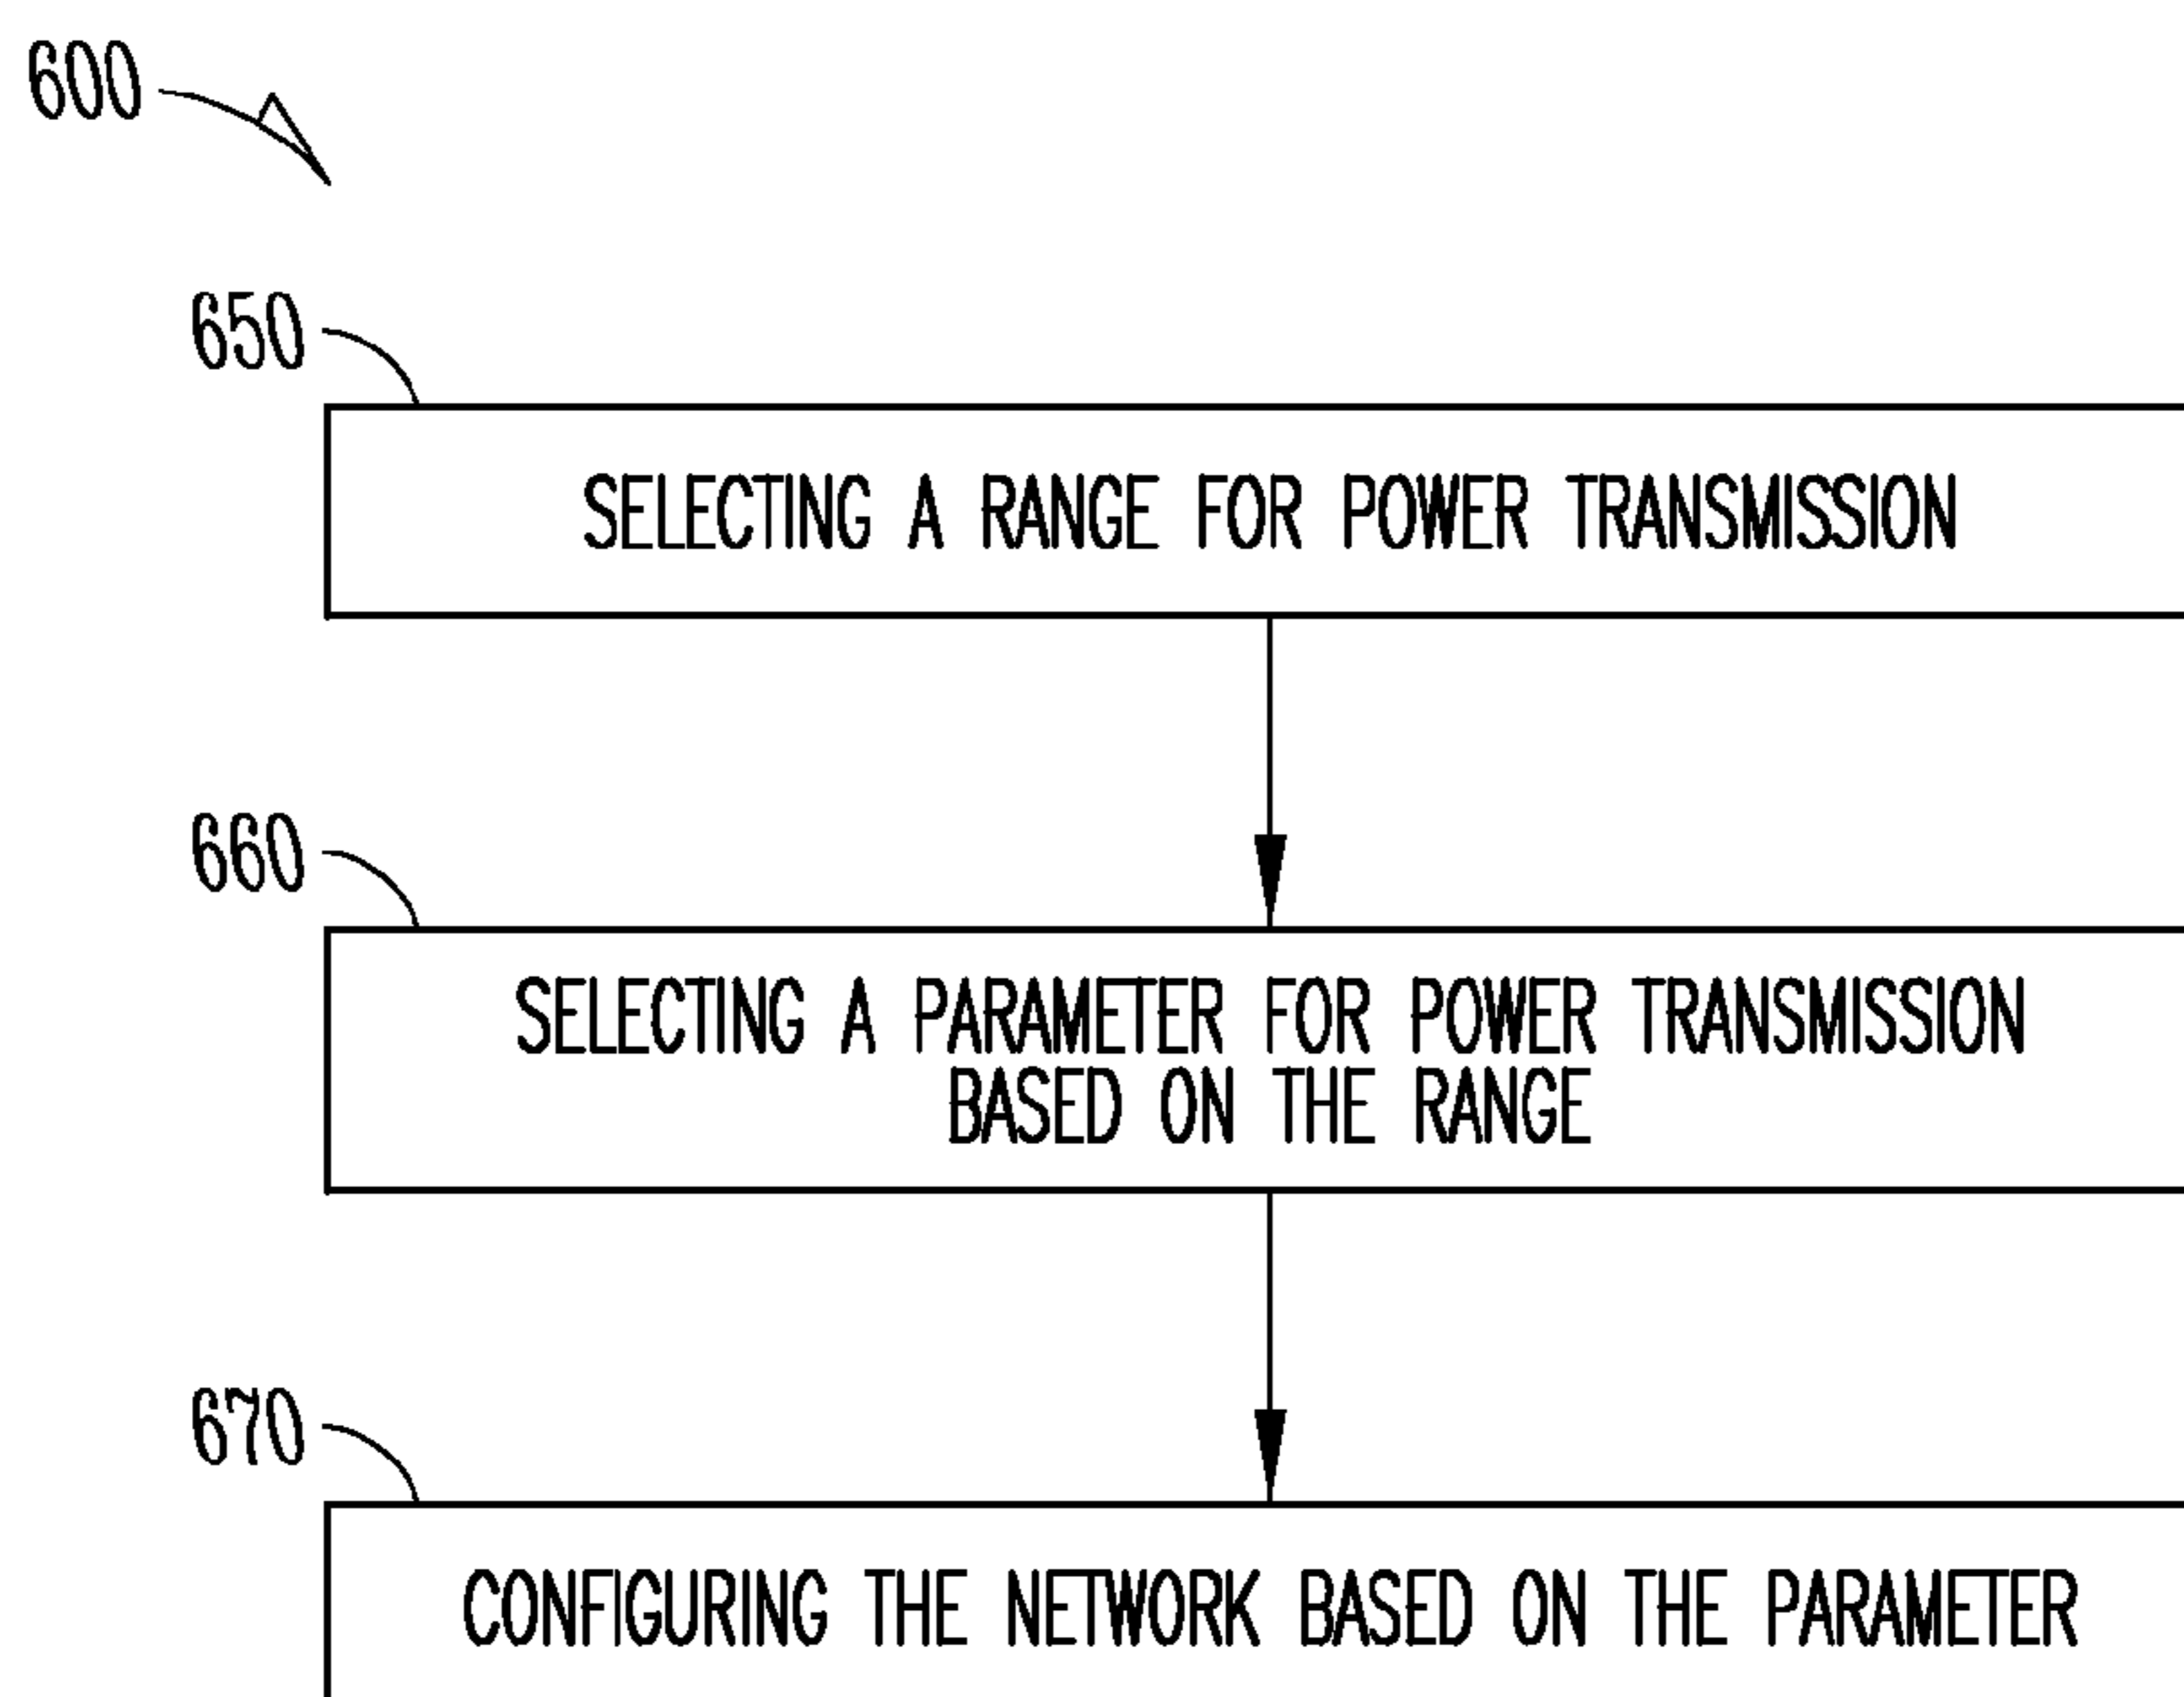 600
650
SELECTING A RANGE FOR POWER TRANSMISSION
660
SELECTING A PARAMETER FOR POWER TRANSMISSION
BASED ON THE RANGE
670
CONFIGURING THE NETWORK BASED ON THE PARAMETER